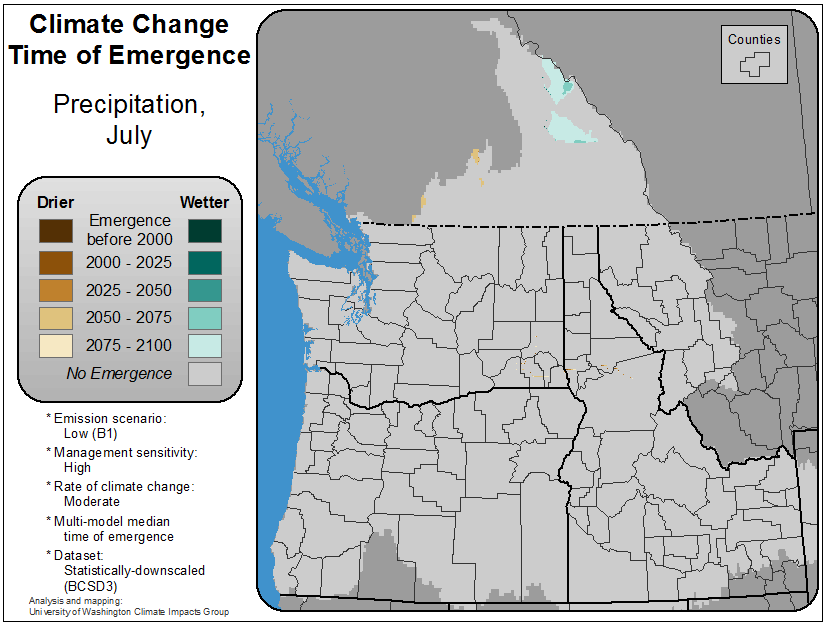 Climate Change
Time of Emergence
Precipitation,
July
Drier
Wetter
Emergence
before 2000
2000 - 2025
2025 - 2050
2050 - 2075
2075 - 2100
No Emergence
* Emission scenario:
Low (B1)
* Management sensitivity:
High
* Rate of climate change:
Moderate
* Multi-model median
time of emergence
* Dataset:
Statistically-downscaled
(BCSD3)
Analysis and mapping:
University of Washington Climate Impacts Group
Counties